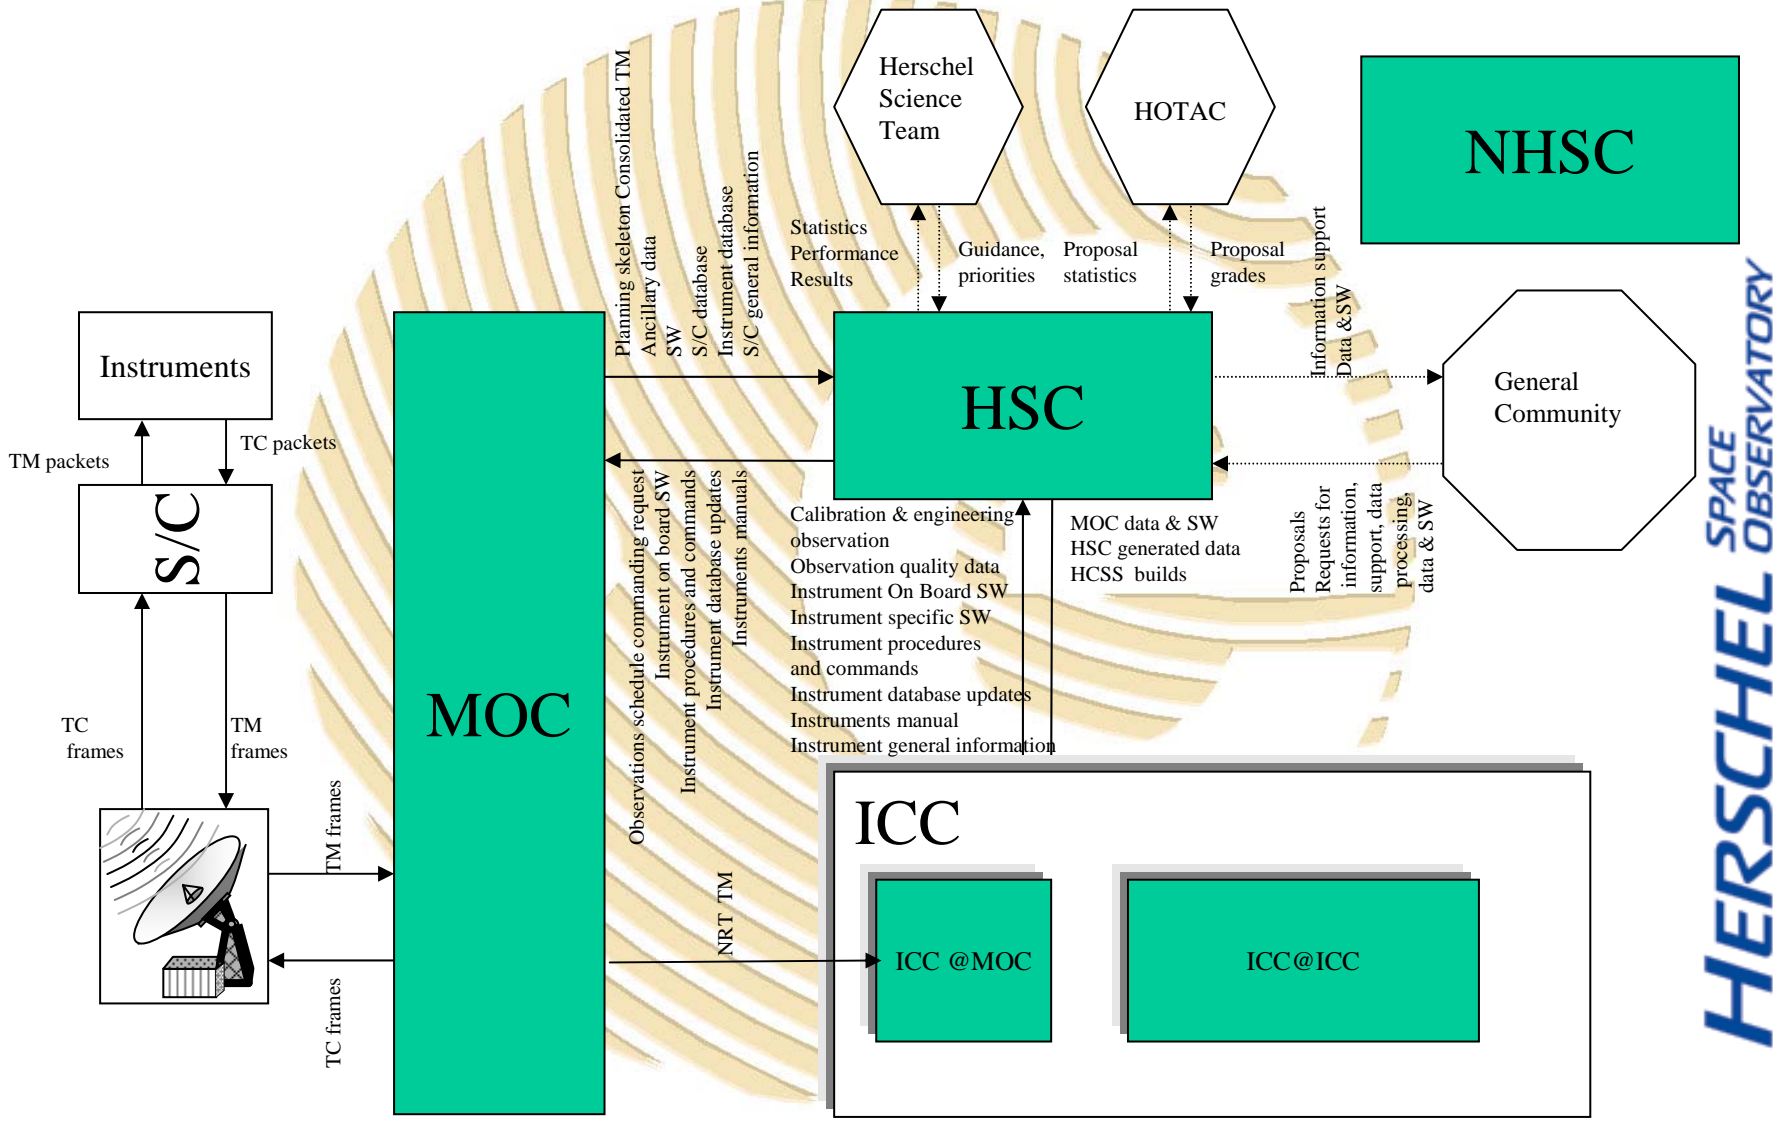 Herschel
Science
Team
HOTAC
NHSC
Planning skeleton Consolidated TM
Ancillary data
SW
S/C database
Instrument database
S/C general information
Statistics
Performance
Results
Guidance,
priorities
Proposal
statistics
Proposal
grades
Information support
Data &SW
Instruments
TM packets
TC packets
S/C
TC
frames
TM
frames
TM frames
TC frames
MOC
HSC
General
Community
Observations schedule commanding request
Instrument on board SW
Instrument procedures and commands
Instrument database updates
Instruments manuals
Calibration & engineering
observation
Observation quality data
Instrument On Board SW
Instrument specific SW
Instrument procedures
and commands
Instrument database updates
Instruments manual
Instrument general information
MOC data & SW
HSC generated data
HCSS builds
Proposals
Requests for
information,
support, data
processing,
data & SW
NRT TM
ICC
ICC @MOC
ICC@ICC
HERSCHEL
SPACE
OBSERVATORY